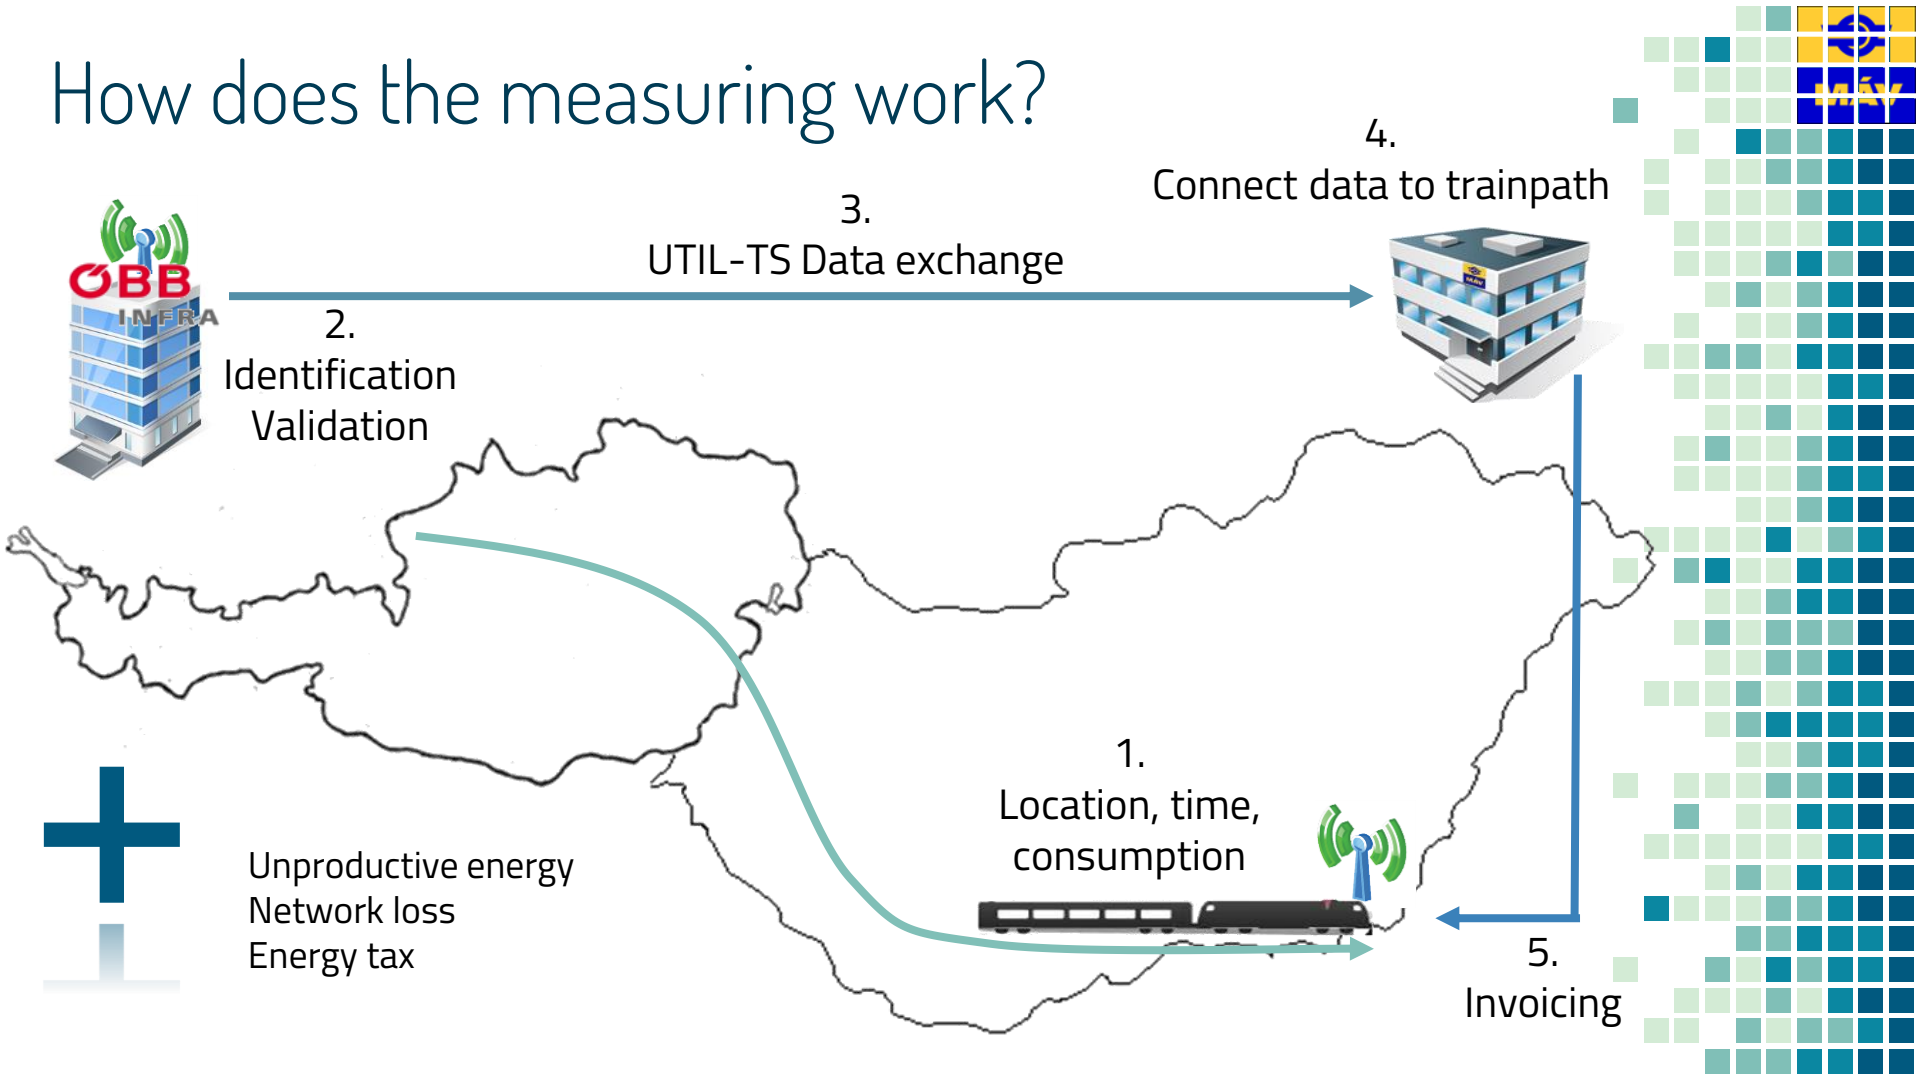 How does the measuring work?
MÁV
4.
Connect data to trainpath
3.
UTIL-TS Data exchange
ÖBB
INFRA
MÁV
2.
Identification
Validation
1.
Location, time,
consumption
Unproductive energy
Network loss
Energy tax
5.
Invoicing